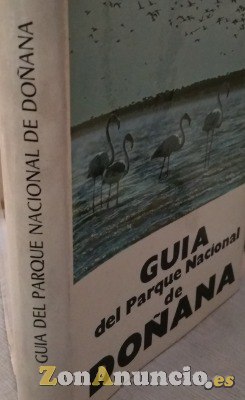 GUIA DEL PARQUE NACIONAL DE DOÑANA
GUIA
del Parque Nacional
de
DOÑANA
ZonAnuncio.es